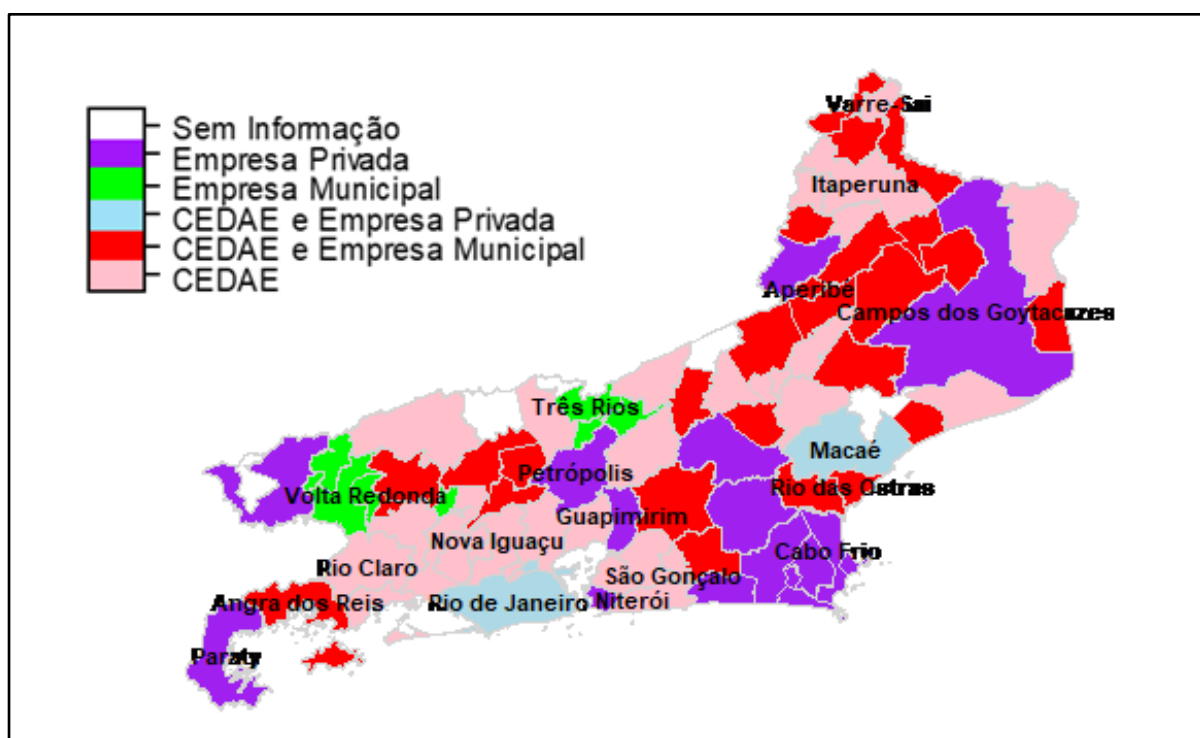 Sem Informação
Empresa Privada
Empresa Municipal
CEDAE e Empresa Privada
CEDAE e Empresa Municipal
CEDAE
Varre-Sai
Itaperuna
Aperibé
Campos dos Goytacazes
Três Rios
Macaé
Petrópolis
Volta Redonda
Rio das Ostras
Guapimirim
Nova Iguaçu
Cabo Frio
Rio Claro
São Gonçalo
Angra dos Reis
Rio de Janeiro
Niterói
Paraty